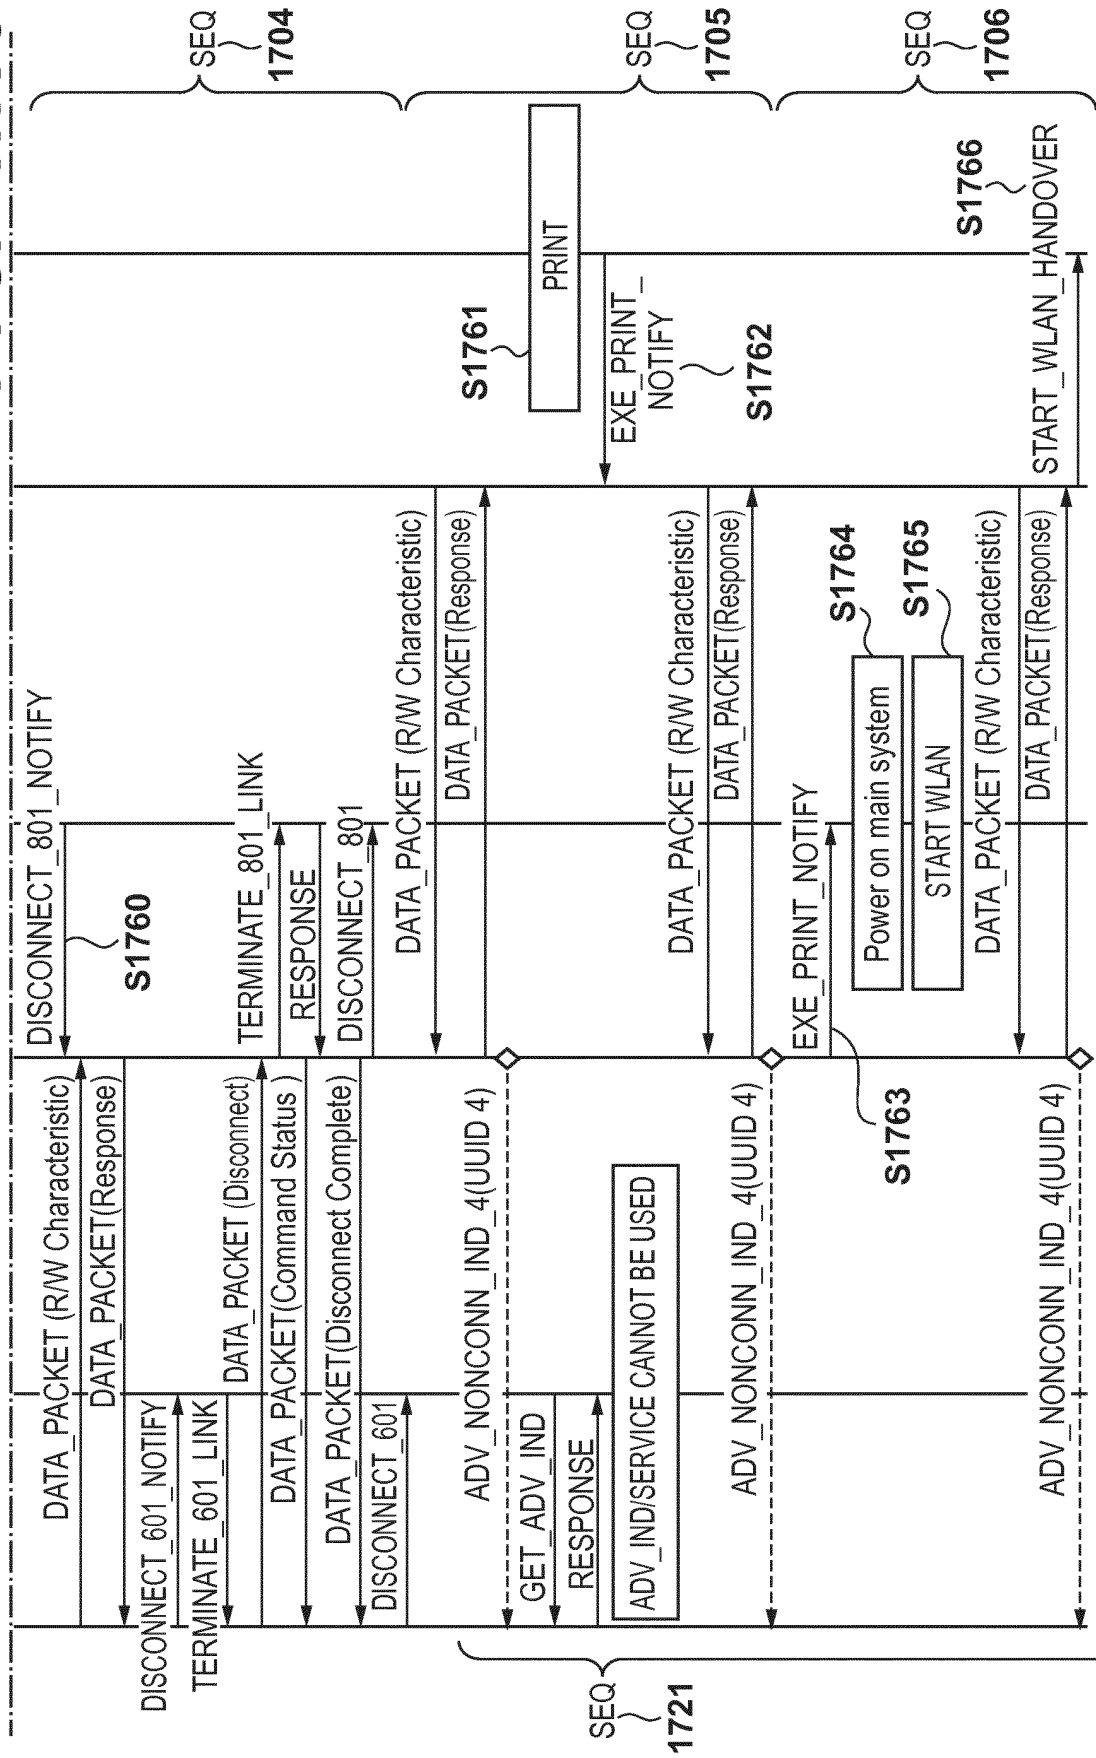 DATA_PACKET (R/W Characteristic)
DATA_PACKET(Response)
DISCONNECT_801_NOTIFY
S1760
DISCONNECT_601_NOTIFY
TERMINATE_601_LINK
DATA_PACKET (Disconnect)
DATA_PACKET(Command Status )
DATA_PACKET(Disconnect Complete)
DISCONNECT_601
TERMINATE_801_LINK
RESPONSE
DISCONNECT_801
SEQ
1704
DATA_PACKET (R/W Characteristic)
DATA_PACKET(Response)
ADV_NONCONN_IND_4(UUID 4)
GET_ADV_IND
RESPONSE
ADV_IND/SERVICE CANNOT BE USED
S1761
PRINT
EXE_PRINT_
NOTIFY
S1762
DATA_PACKET (R/W Characteristic)
DATA_PACKET(Response)
ADV_NONCONN_IND_4(UUID 4)
SEQ
1705
SEQ
1721
EXE_PRINT_NOTIFY
S1763
Power on main system
S1764
START WLAN
S1765
DATA_PACKET (R/W Characteristic)
DATA_PACKET(Response)
ADV_NONCONN_IND_4(UUID 4)
START_WLAN_HANDOVER
S1766
SEQ
1706